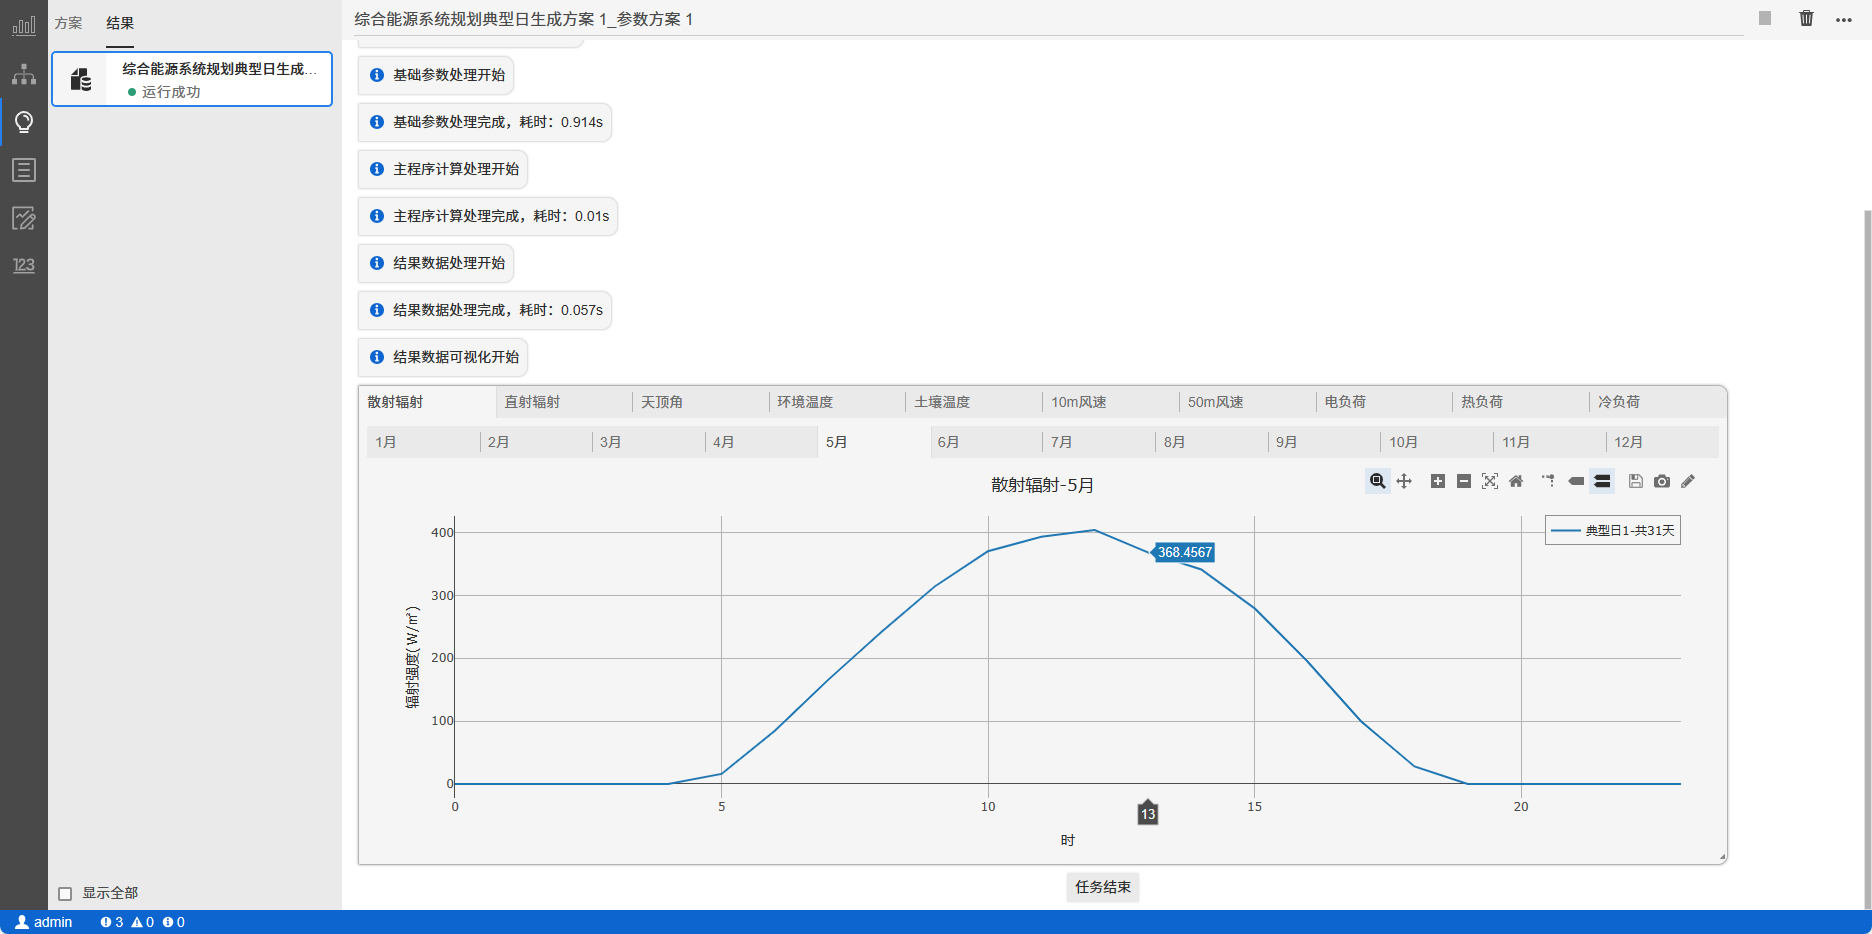 方案
结果
综合能源系统规划典型日生成...
运行成功
123
综合能源系统规划典型日生成方案 1_参数方案 1
基础参数处理开始
基础参数处理完成，耗时：0.914s
主程序计算处理开始
主程序计算处理完成，耗时：0.01s
结果数据处理开始
结果数据处理完成，耗时：0.057s
结果数据可视化开始
散射辐射 直射辐射 天顶角 环境温度 土壤温度 10m风速 50m风速 电负荷 热负荷 冷负荷
1月 2月 3月 4月 5月 6月 7月 8月 9月 10月 11月 12月
散射辐射-5月
典型日1-共31天
368.4567
辐射强度( W/㎡)
400
300
200
100
0
0 5 10 13 15 20
时
任务结束
显示全部
admin 3 0 0